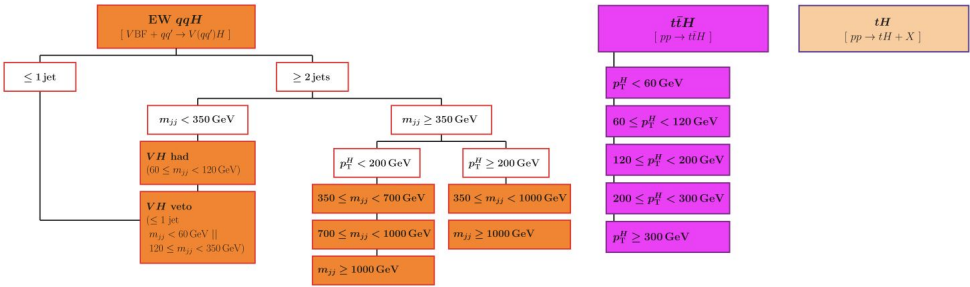 EW qqH
[ VBF + qq′ → V(qq′)H ]
≤ 1 jet
≥ 2 jets
m_jj < 350 GeV
m_jj ≥ 350 GeV
VH had
(60 ≤ m_jj < 120 GeV)
VH veto
(≤ 1 jet
m_jj < 60 GeV ||
120 ≤ m_jj < 350 GeV)
p_T^H < 200 GeV
p_T^H ≥ 200 GeV
350 ≤ m_jj < 700 GeV
350 ≤ m_jj < 1000 GeV
700 ≤ m_jj < 1000 GeV
m_jj ≥ 1000 GeV
m_jj ≥ 1000 GeV
tt̄H
[ pp → tt̄H ]
p_T^H < 60 GeV
60 ≤ p_T^H < 120 GeV
120 ≤ p_T^H < 200 GeV
200 ≤ p_T^H < 300 GeV
p_T^H ≥ 300 GeV
tH
[ pp → tH + X ]